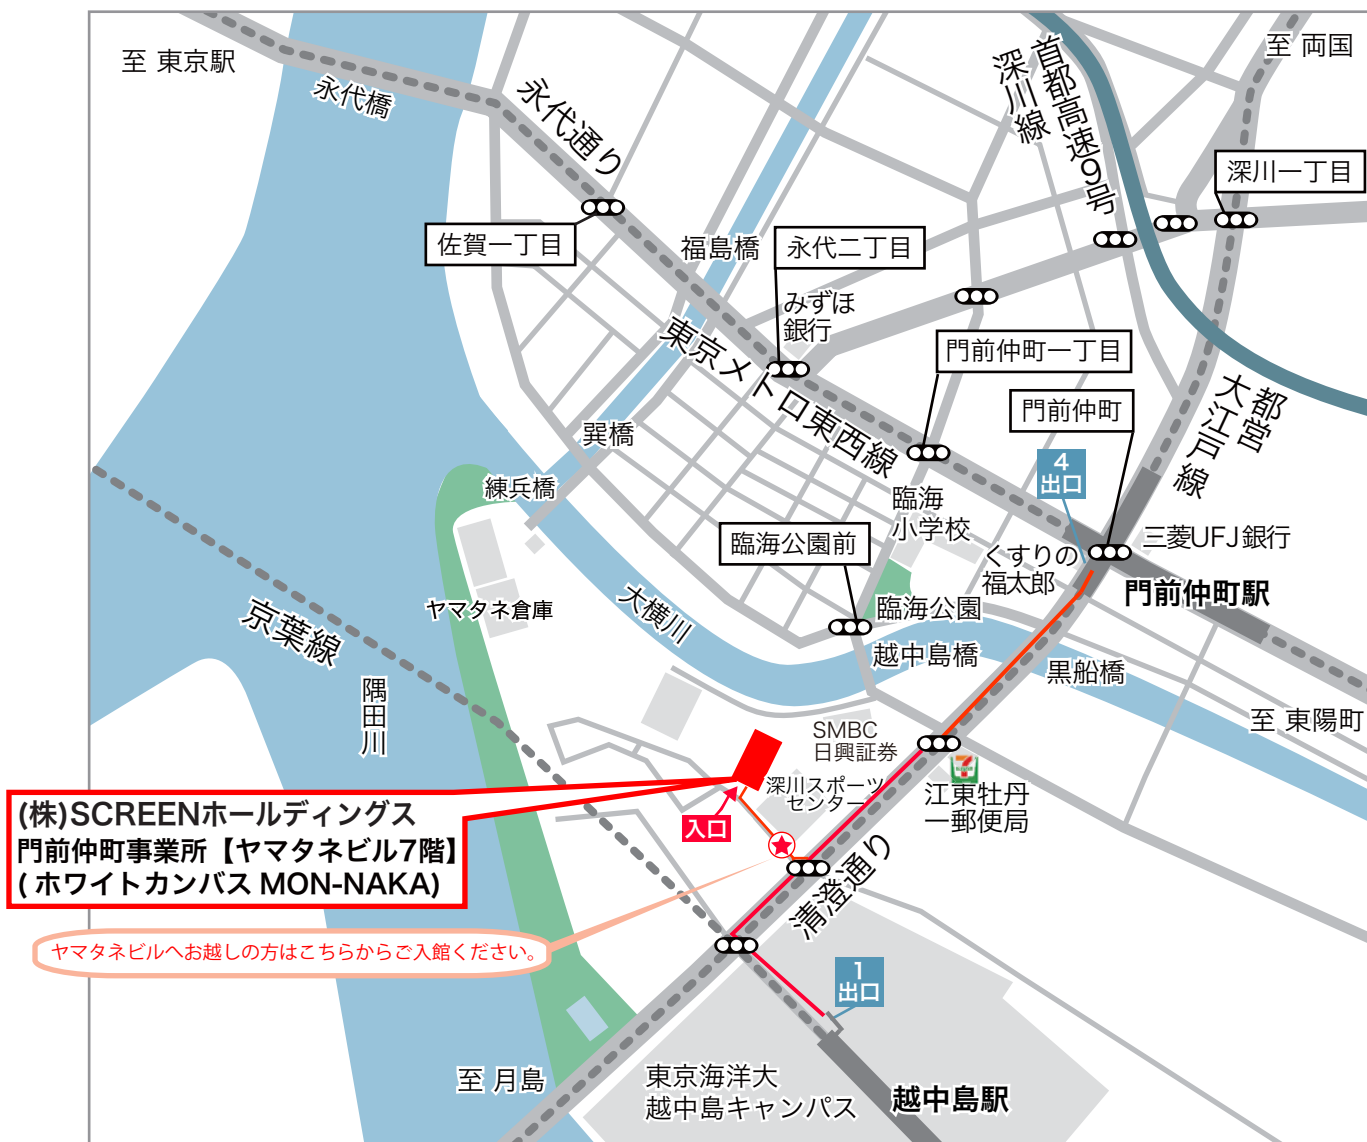 至 東京駅
永代橋
永代通り
首都高速9号
深川線
至 両国
深川一丁目
佐賀一丁目
福島橋
永代二丁目
みずほ
銀行
東京メトロ東西線
門前仲町一丁目
門前仲町
都営
大江戸線
巽橋
練兵橋
4
出口
臨海
小学校
臨海公園前
くすりの
福太郎
三菱UFJ銀行
門前仲町駅
ヤマタネ倉庫
大横川
臨海公園
越中島橋
黒船橋
京葉線
隅田川
至 東陽町
SMBC
日興証券
深川スポーツ
センター
7
江東牡丹
一郵便局
入口
(株)SCREENホールディングス
門前仲町事業所【ヤマタネビル7階】
( ホワイトカンバス MON-NAKA)
清澄通り
ヤマタネビルへお越しの方はこちらからご入館ください。
1
出口
至 月島
東京海洋大
越中島キャンパス
越中島駅